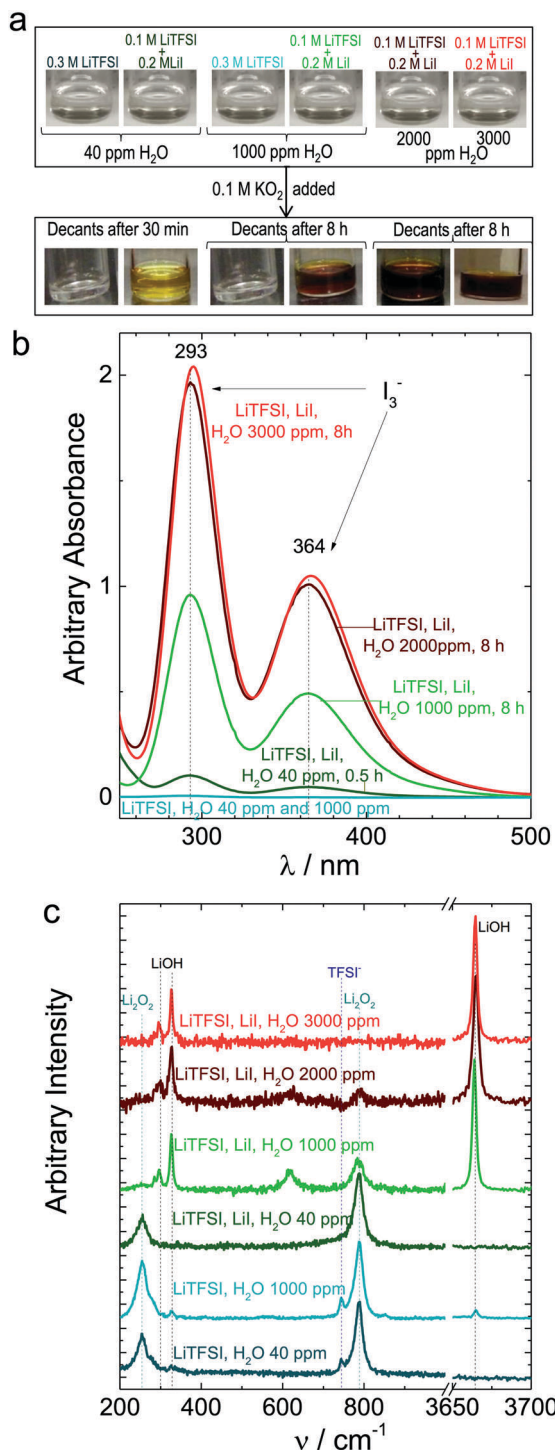 a
0.3 M LiTFSI
0.1 M LiTFSI
+
0.2 MLiI
0.3 M LiTFSI
0.1 M LiTFSI
+
0.2 M LiI
0.1 M LiTFSI
+
0.2 M LiI
0.1 M LiTFSI
+
0.2 M LiI
40 ppm H₂O
1000 ppm H₂O
2000
3000
ppm H₂O
0.1 M KO₂ added
Decants after 30 min
Decants after 8 h
Decants after 8 h
b
293
I₃⁻
LiTFSI, LiI,
H₂O 3000 ppm, 8h
364
LiTFSI, LiI,
H₂O 2000ppm, 8 h
LiTFSI, LiI,
H₂O 1000 ppm, 8h
LiTFSI, LiI,
H₂O 40 ppm, 0.5 h
LiTFSI, H₂O 40 ppm and 1000 ppm
Arbitrary Absorbance
2
1
0
300
400
500
λ / nm
c
LiOH
LiOH
TFSI⁻
Li₂O₂
Li₂O₂
LiTFSI, LiI, H₂O 3000 ppm
LiTFSI, LiI, H₂O 2000 ppm
LiTFSI, LiI, H₂O 1000 ppm
LiTFSI, LiI, H₂O 40 ppm
LiTFSI, H₂O 1000 ppm
LiTFSI, H₂O 40 ppm
Arbitrary Intensity
200
400
600
800
3650
3700
ν / cm⁻¹